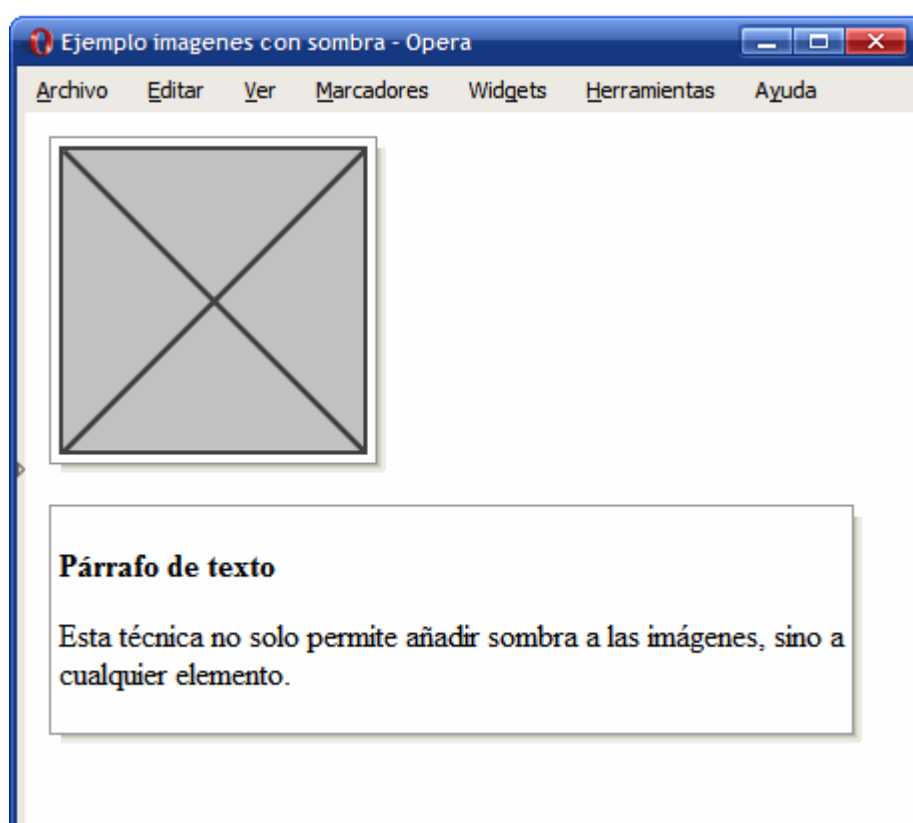 Ejemplo imagenes con sombra - Opera
Archivo Editar Ver Marcadores Widgets Herramientas Ayuda
Párrafo de texto
Esta técnica no solo permite añadir sombra a las imágenes, sino a
cualquier elemento.